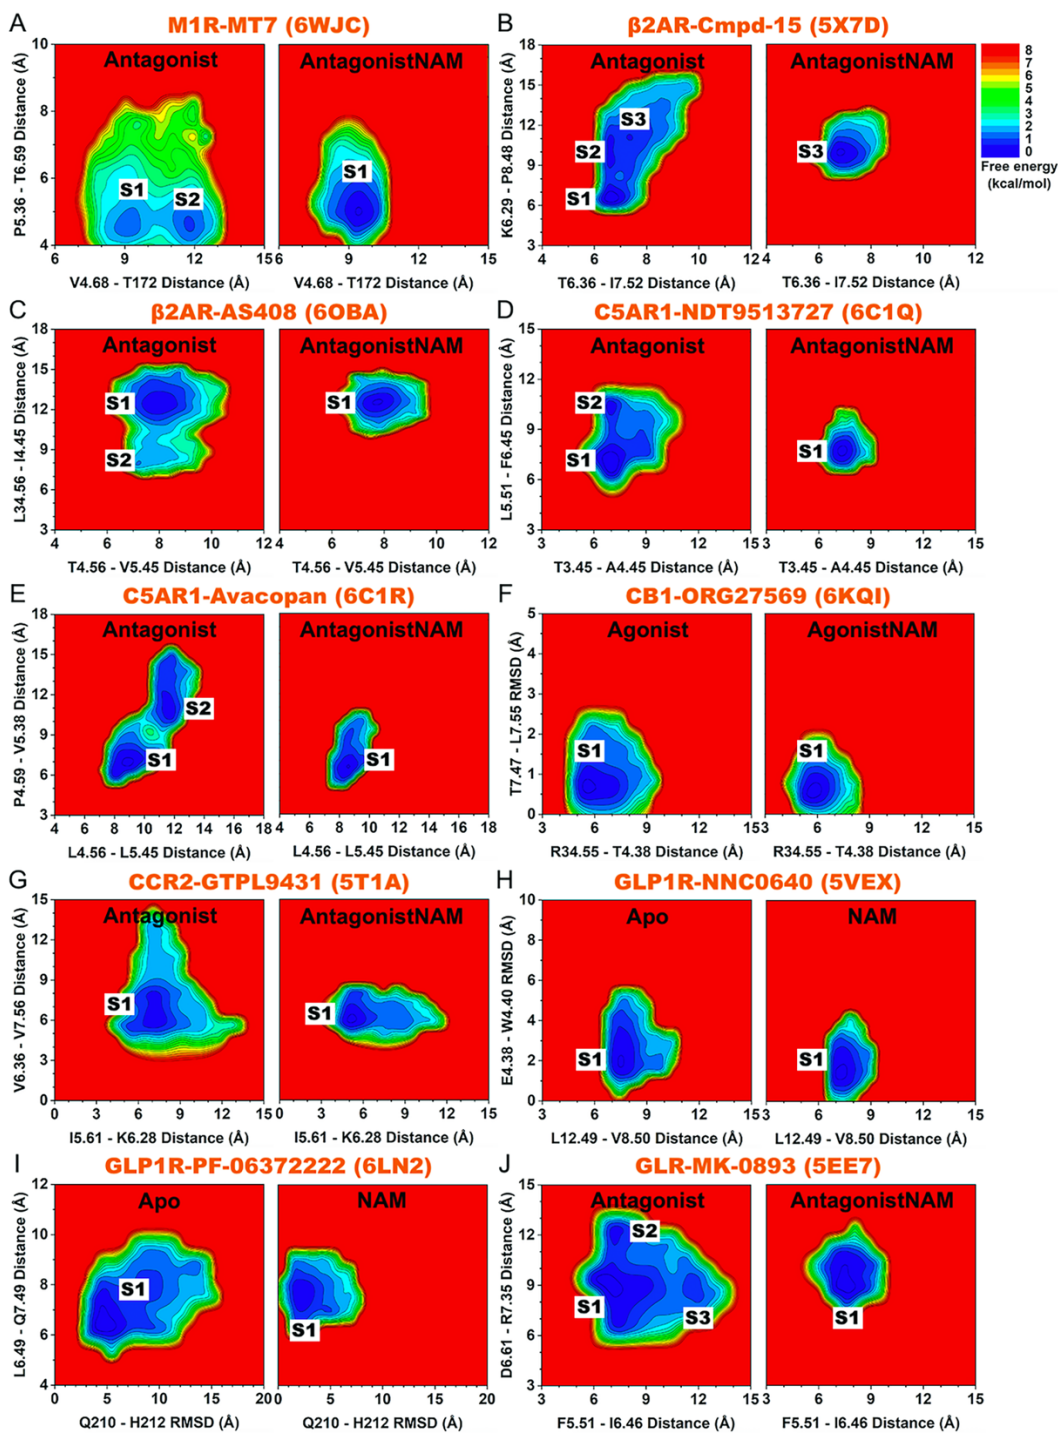 A
M1R-MT7 (6WJC)
Antagonist
AntagonistNAM
P5.36 - T6.59 Distance (Å)
10
8
6
4
S1
S2
S1
6
9
12
15
6
9
12
15
V4.68 - T172 Distance (Å)
V4.68 - T172 Distance (Å)
B
β2AR-Cmpd-15 (5X7D)
Antagonist
AntagonistNAM
K6.29 - P8.48 Distance (Å)
18
15
12
9
6
3
S3
S2
S1
S3
4
6
8
10
12
4
6
8
10
12
T6.36 - I7.52 Distance (Å)
T6.36 - I7.52 Distance (Å)
8
7
6
5
4
3
2
1
0
Free energy
(kcal/mol)
C
β2AR-AS408 (6OBA)
Antagonist
AntagonistNAM
L34.56 - I4.45 Distance (Å)
18
15
12
9
6
3
S1
S2
S1
4
6
8
10
12
4
6
8
10
12
T4.56 - V5.45 Distance (Å)
T4.56 - V5.45 Distance (Å)
D
C5AR1-NDT9513727 (6C1Q)
Antagonist
AntagonistNAM
L5.51 - F6.45 Distance (Å)
15
12
9
6
3
S2
S1
S1
3
6
9
12
15
3
6
9
12
15
T3.45 - A4.45 Distance (Å)
T3.45 - A4.45 Distance (Å)
E
C5AR1-Avacopan (6C1R)
Antagonist
AntagonistNAM
P4.59 - V5.38 Distance (Å)
18
15
12
9
6
3
S2
S1
S1
4
6
8
10
12
14
16
18
4
6
8
10
12
14
16
18
L4.56 - L5.45 Distance (Å)
L4.56 - L5.45 Distance (Å)
F
CB1-ORG27569 (6KQI)
Agonist
AgonistNAM
T7.47 - L7.55 RMSD (Å)
5
4
3
2
1
0
S1
S1
3
6
9
12
15
3
6
9
12
15
R34.55 - T4.38 Distance (Å)
R34.55 - T4.38 Distance (Å)
G
CCR2-GTPL9431 (5T1A)
Antagonist
AntagonistNAM
V6.36 - V7.56 Distance (Å)
15
12
9
6
3
0
S1
S1
0
3
6
9
12
15
0
3
6
9
12
15
I5.61 - K6.28 Distance (Å)
I5.61 - K6.28 Distance (Å)
H
GLP1R-NNC0640 (5VEX)
Apo
NAM
E4.38 - W4.40 RMSD (Å)
10
8
6
4
2
0
S1
S1
3
6
9
12
15
3
6
9
12
15
L12.49 - V8.50 Distance (Å)
L12.49 - V8.50 Distance (Å)
I
GLP1R-PF-06372222 (6LN2)
Apo
NAM
L6.49 - Q7.49 Distance (Å)
12
10
8
6
4
S1
S1
0
5
10
15
20
0
5
10
15
20
Q210 - H212 RMSD (Å)
Q210 - H212 RMSD (Å)
J
GLR-MK-0893 (5EE7)
Antagonist
AntagonistNAM
D6.61 - R7.35 Distance (Å)
15
12
9
6
3
S2
S1
S3
S1
3
6
9
12
15
3
6
9
12
15
F5.51 - I6.46 Distance (Å)
F5.51 - I6.46 Distance (Å)